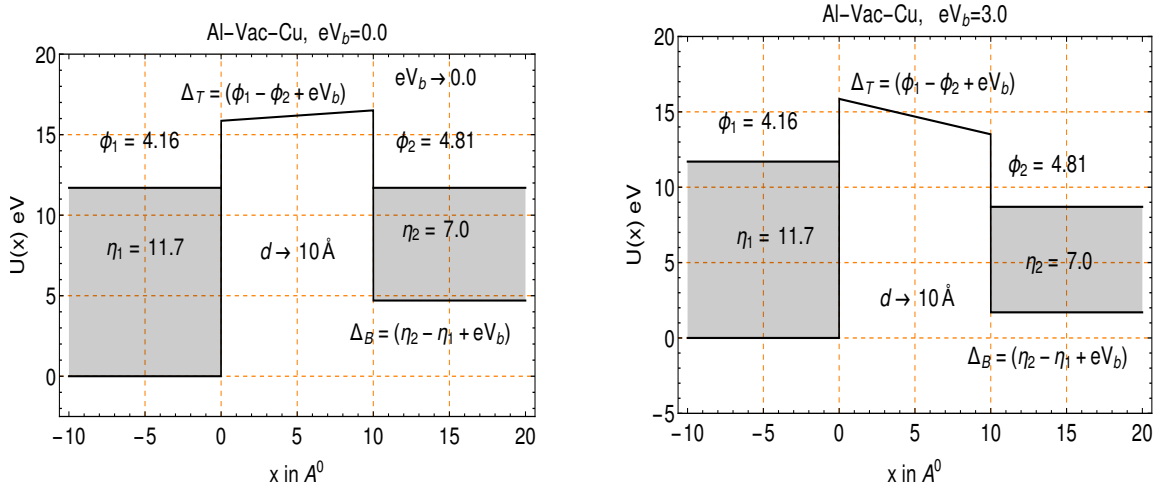 Al−Vac−Cu, eV_b=0.0
20
15
10
5
0
U(x) eV
eV_b → 0.0
Δ_T = (ϕ_1 − ϕ_2 + eV_b)
ϕ_1 = 4.16
ϕ_2 = 4.81
η_1 = 11.7
η_2 = 7.0
d → 10 Å
Δ_B = (η_2 − η_1 + eV_b)
−10 −5 0 5 10 15 20
x in A^0
Al−Vac−Cu, eV_b=3.0
20
15
10
5
0
−5
U(x) eV
Δ_T = (ϕ_1 − ϕ_2 + eV_b)
ϕ_1 = 4.16
ϕ_2 = 4.81
η_1 = 11.7
η_2 = 7.0
d → 10 Å
Δ_B = (η_2 − η_1 + eV_b)
−10 −5 0 5 10 15 20
x in A^0